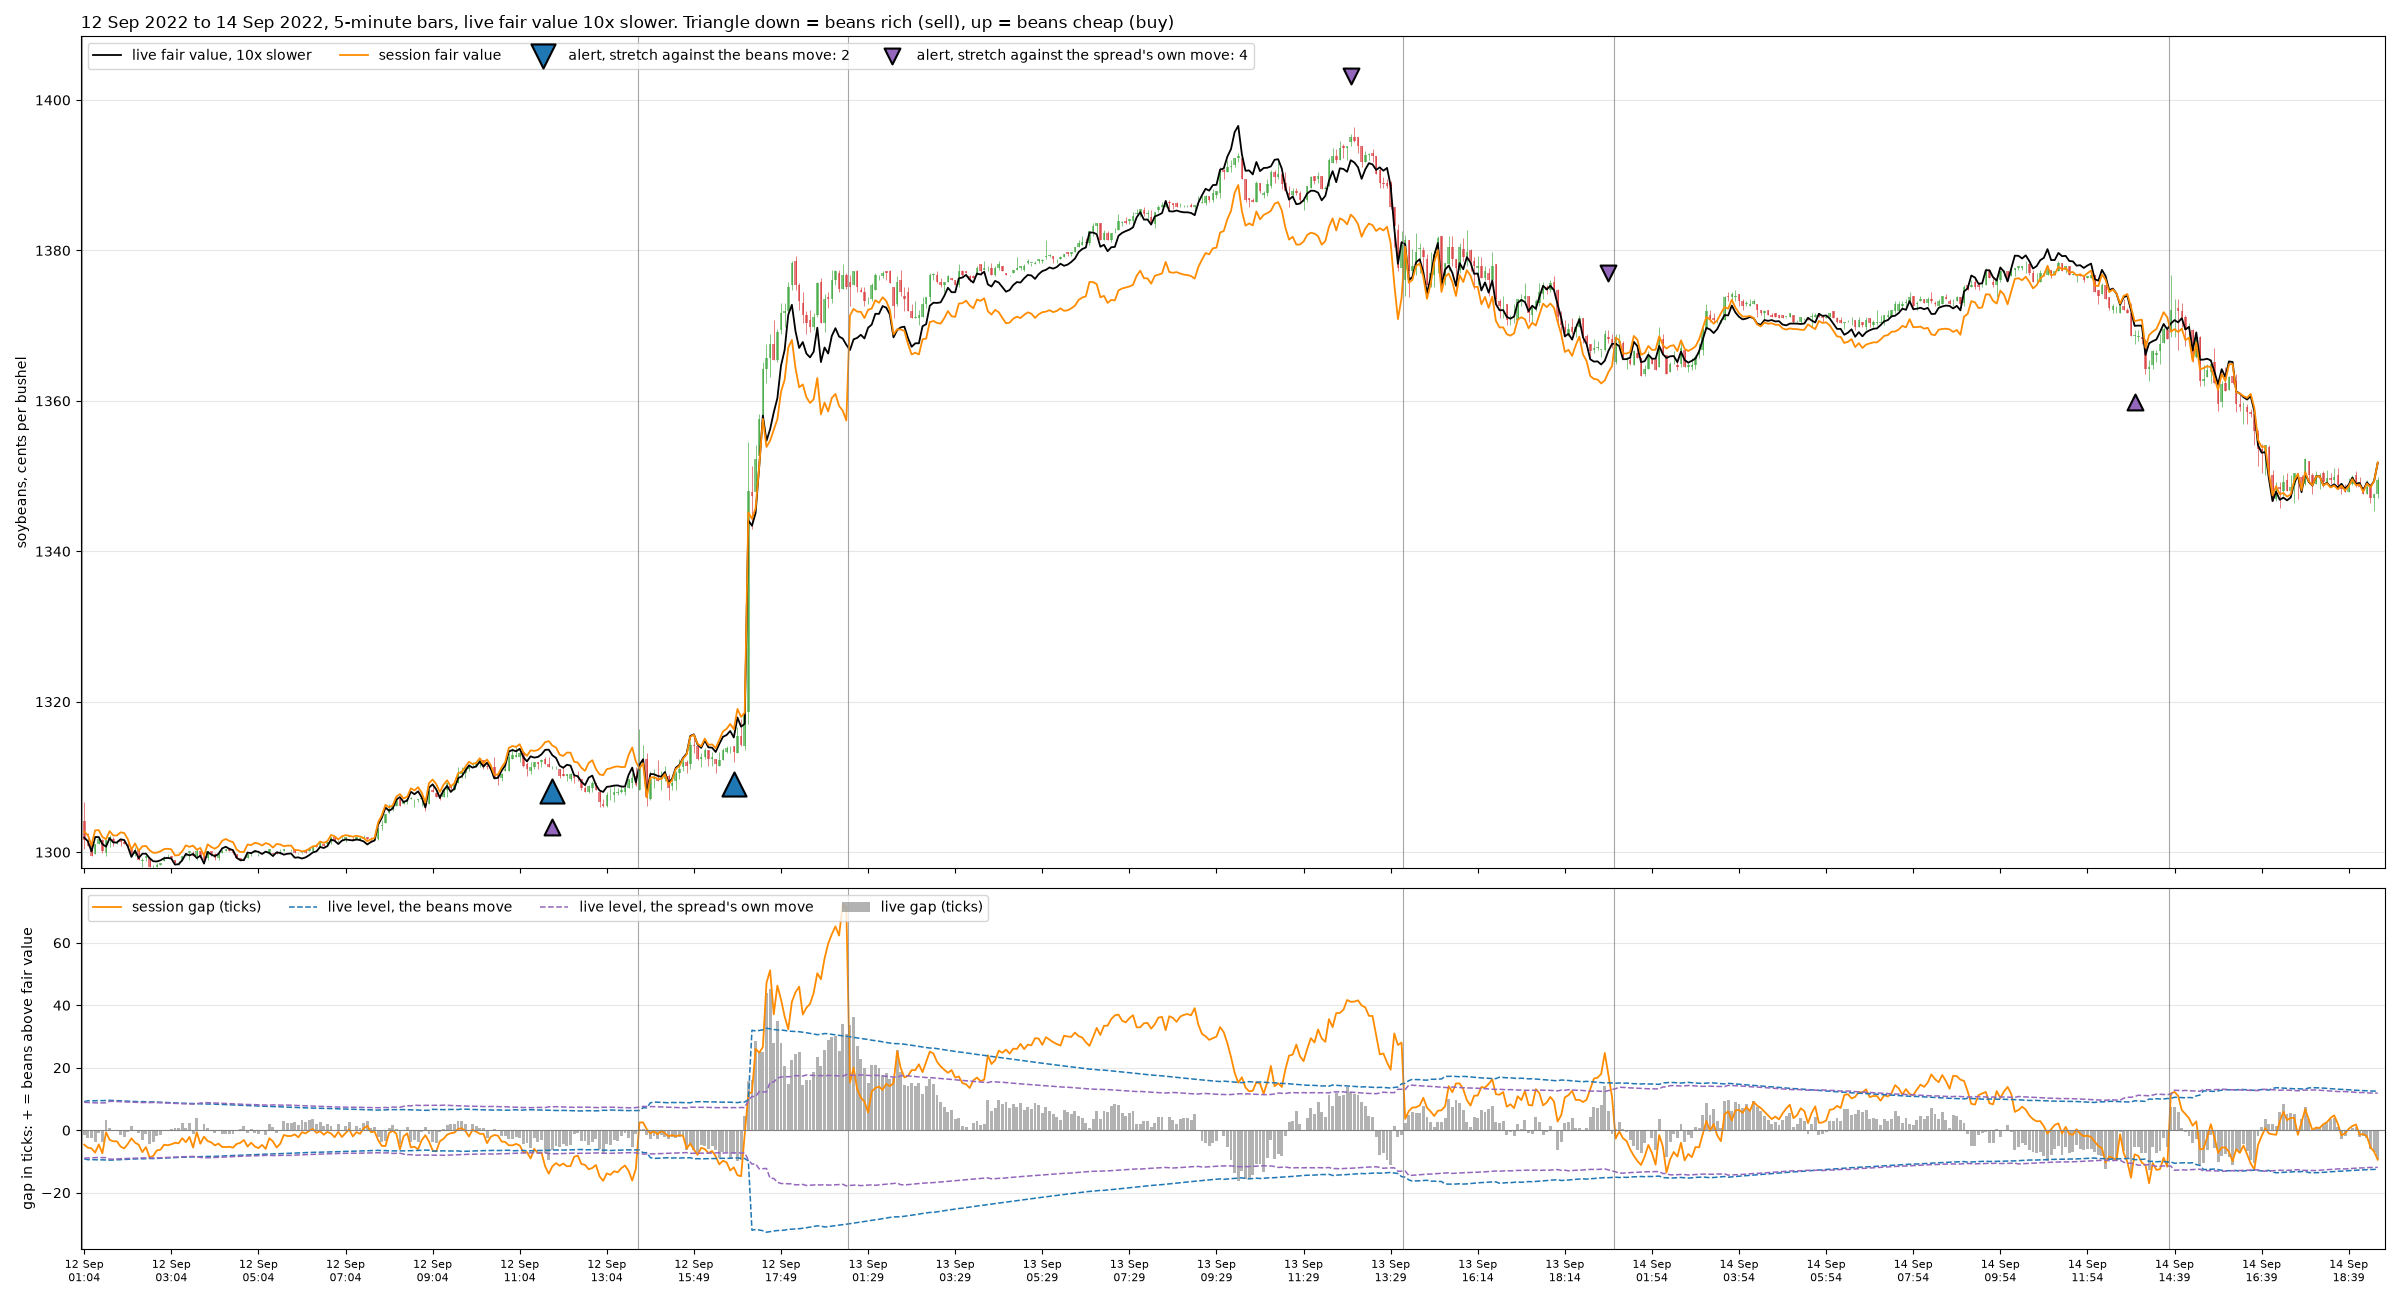 12 Sep 2022 to 14 Sep 2022, 5-minute bars, live fair value 10x slower. Triangle down = beans rich (sell), up = beans cheap (buy)
live fair value, 10x slower
session fair value
alert, stretch against the beans move: 2
alert, stretch against the spread's own move: 4
soybeans, cents per bushel
1400
1380
1360
1340
1320
1300
session gap (ticks)
live level, the beans move
live level, the spread's own move
live gap (ticks)
gap in ticks: + = beans above fair value
60
40
20
0
−20
12 Sep
01:04
12 Sep
03:04
12 Sep
05:04
12 Sep
07:04
12 Sep
09:04
12 Sep
11:04
12 Sep
13:04
12 Sep
15:49
12 Sep
17:49
13 Sep
01:29
13 Sep
03:29
13 Sep
05:29
13 Sep
07:29
13 Sep
09:29
13 Sep
11:29
13 Sep
13:29
13 Sep
16:14
13 Sep
18:14
14 Sep
01:54
14 Sep
03:54
14 Sep
05:54
14 Sep
07:54
14 Sep
09:54
14 Sep
11:54
14 Sep
14:39
14 Sep
16:39
14 Sep
18:39